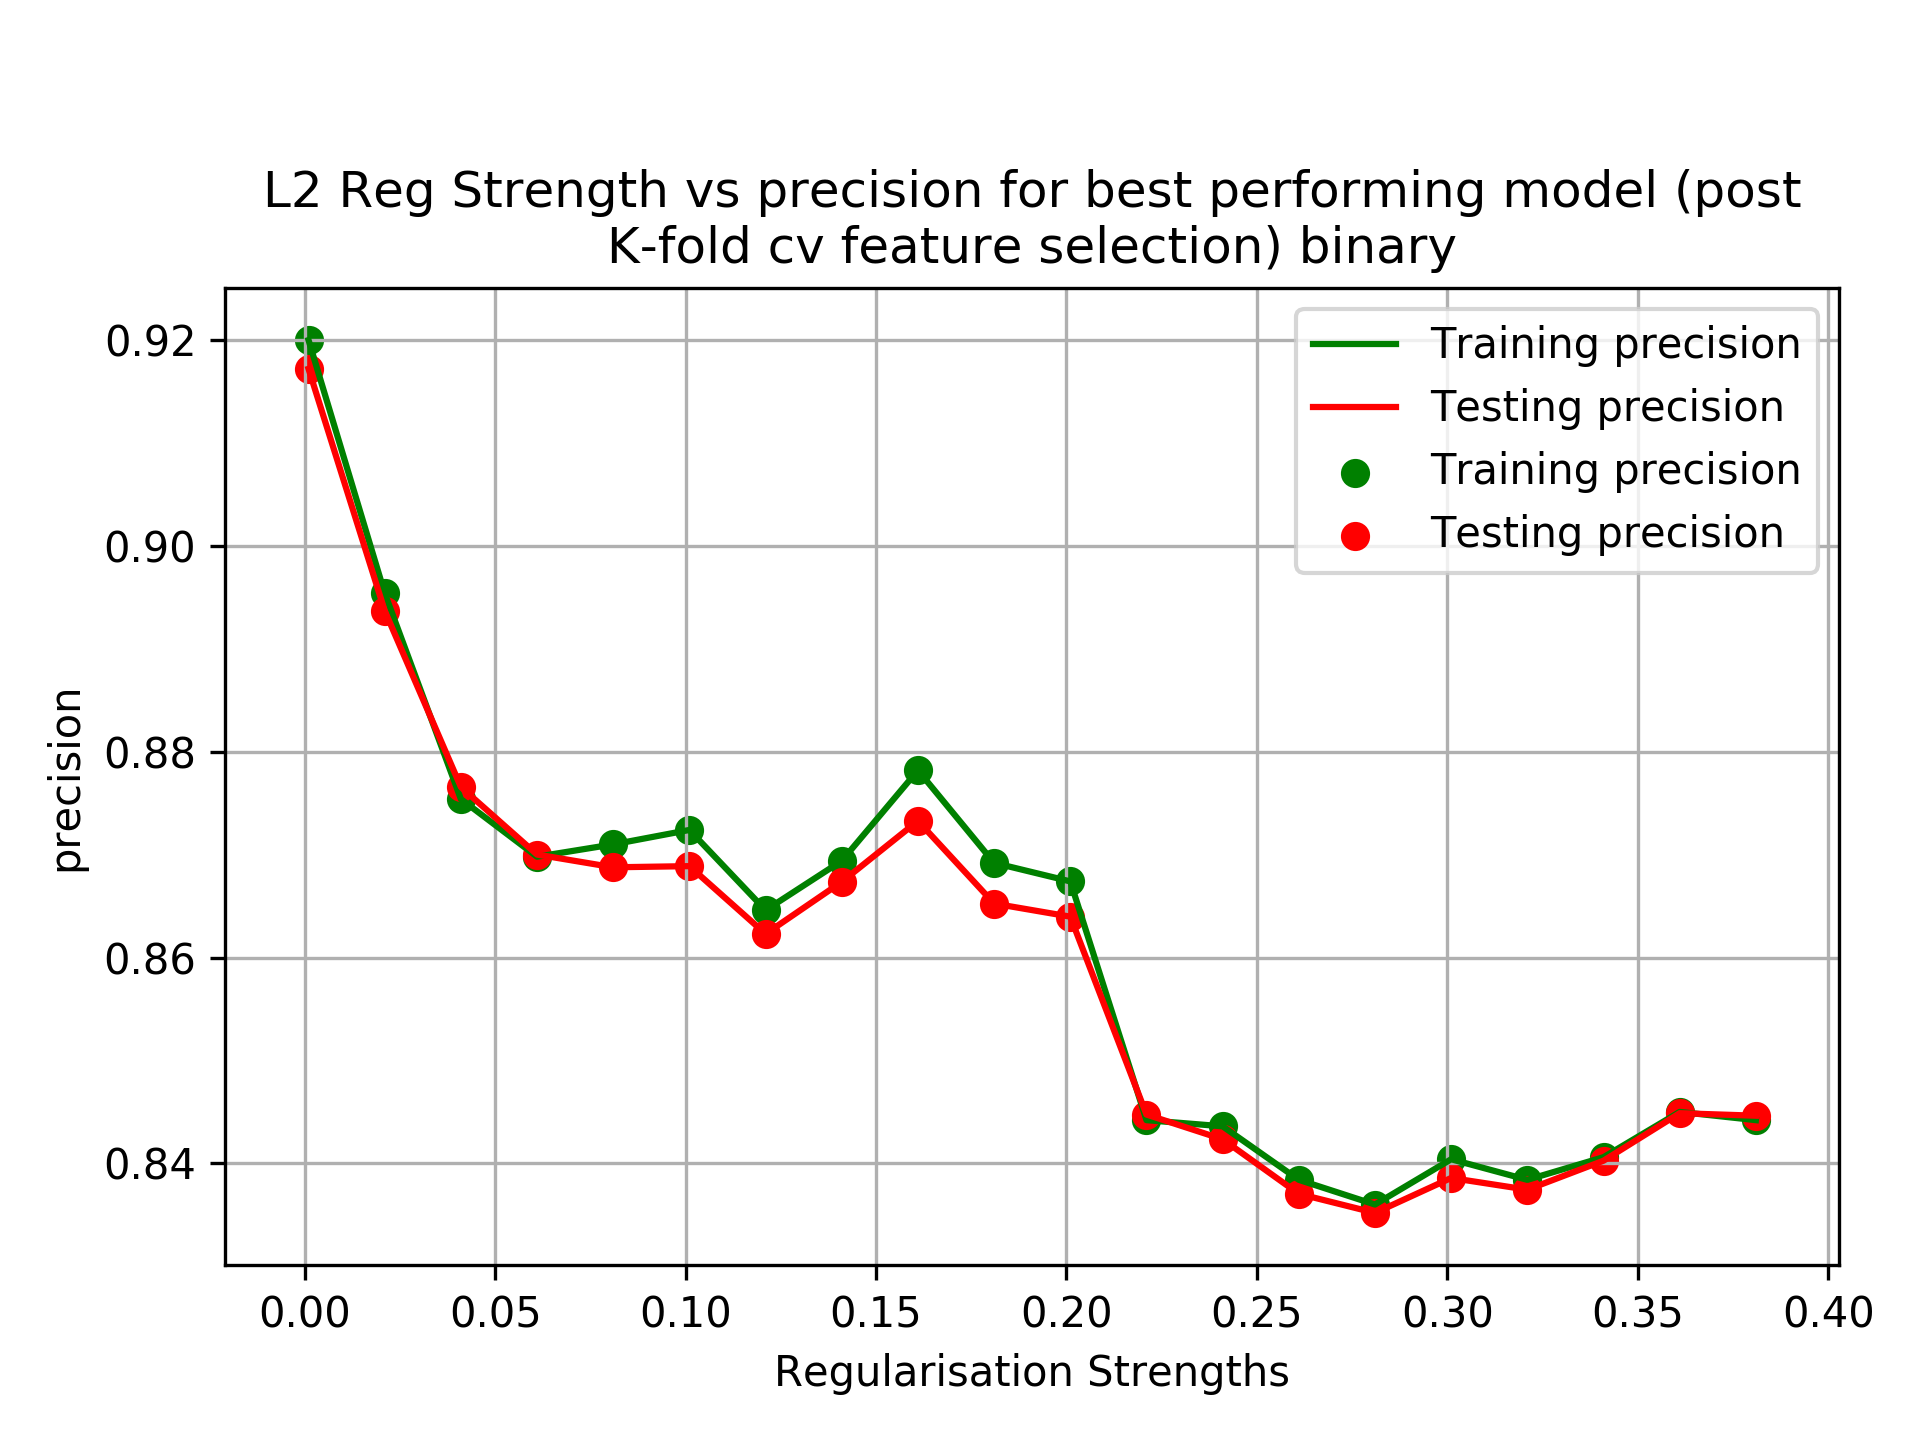 L2 Reg Strength vs precision for best performing model (post
K-fold cv feature selection) binary
Training precision
Testing precision
Training precision
Testing precision
precision
0.92
0.90
0.88
0.86
0.84
0.00 0.05 0.10 0.15 0.20 0.25 0.30 0.35 0.40
Regularisation Strengths